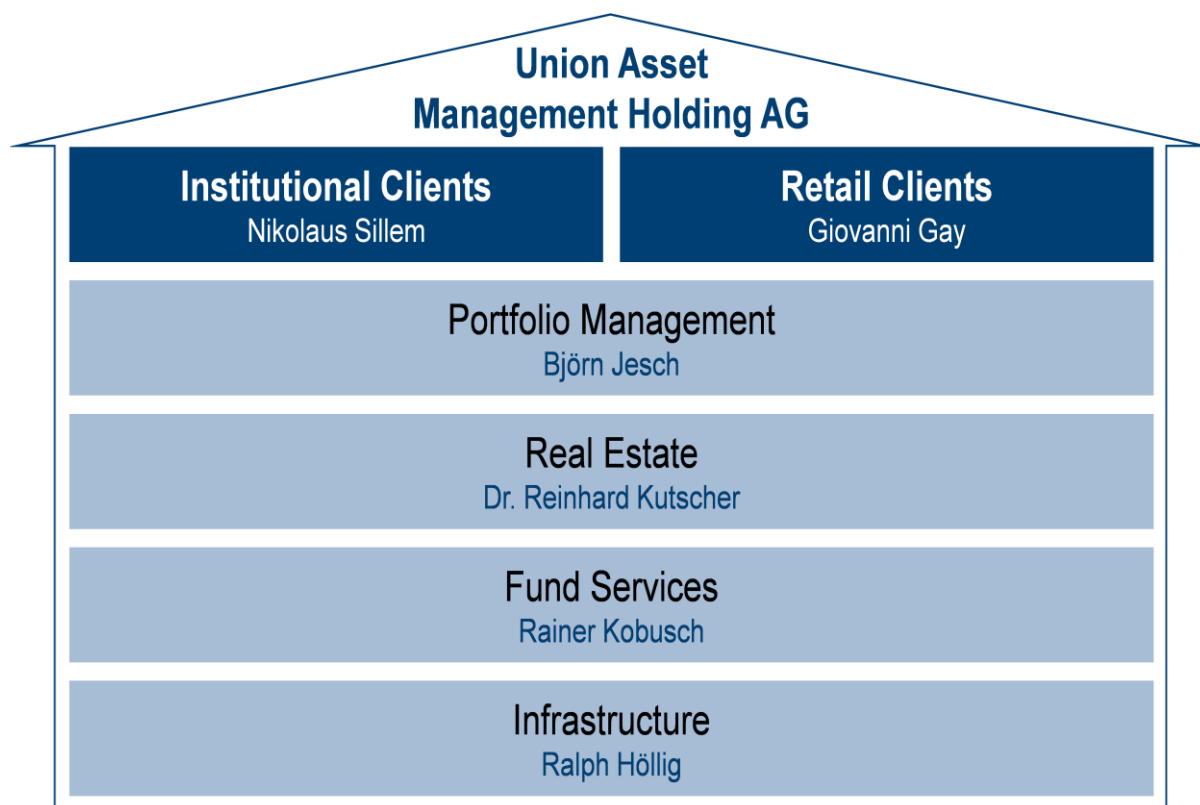 Union Asset
Management Holding AG
Institutional Clients
Nikolaus Sillem
Retail Clients
Giovanni Gay
Portfolio Management
Björn Jesch
Real Estate
Dr. Reinhard Kutscher
Fund Services
Rainer Kobusch
Infrastructure
Ralph Höllig